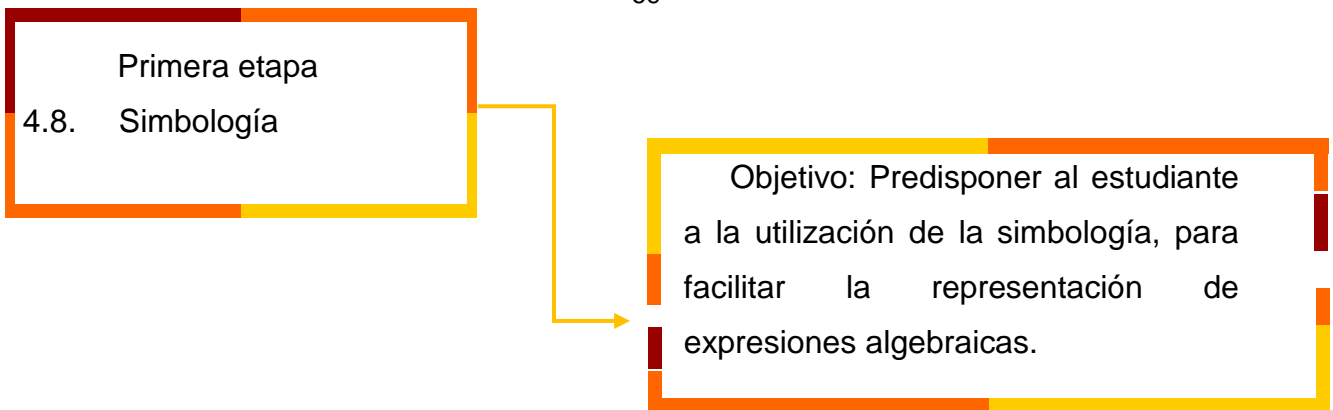 Primera etapa
4.8. Simbología
Objetivo: Predisponer al estudiante
a la utilización de la simbología, para
facilitar la representación de
expresiones algebraicas.